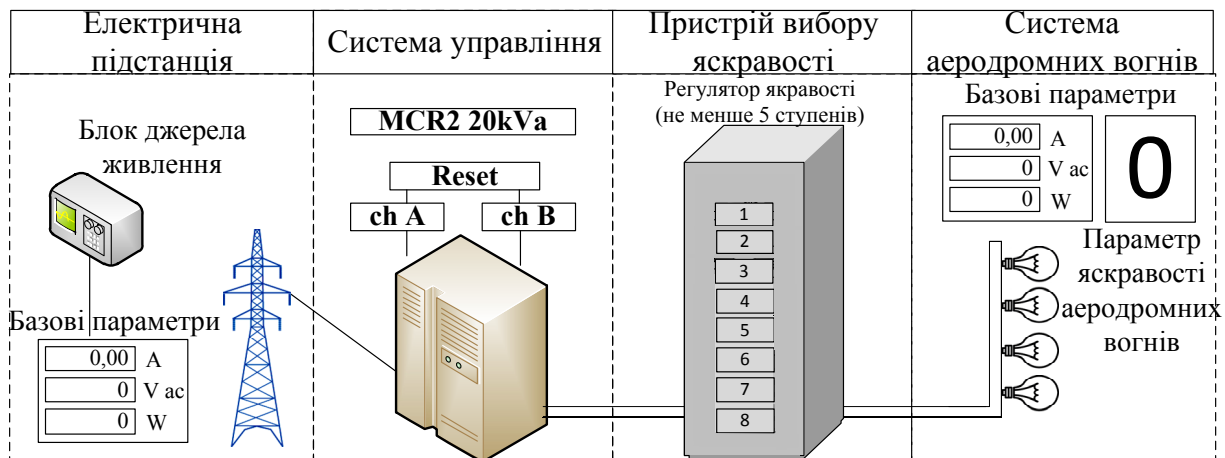 Електрична
підстанція
Система управління
Пристрій вибору
яскравості
Система
аеродромних вогнів
Блок джерела
живлення
Базові параметри
0,00 A
0 V ac
0 W
MCR2 20kVa
Reset
ch A
ch B
Регулятор якравості
(не менше 5 ступенів)
1
2
3
4
5
6
7
8
Базові параметри
0,00 A
0 V ac
0 W
0
Параметр
яскравості
аеродромних
вогнів